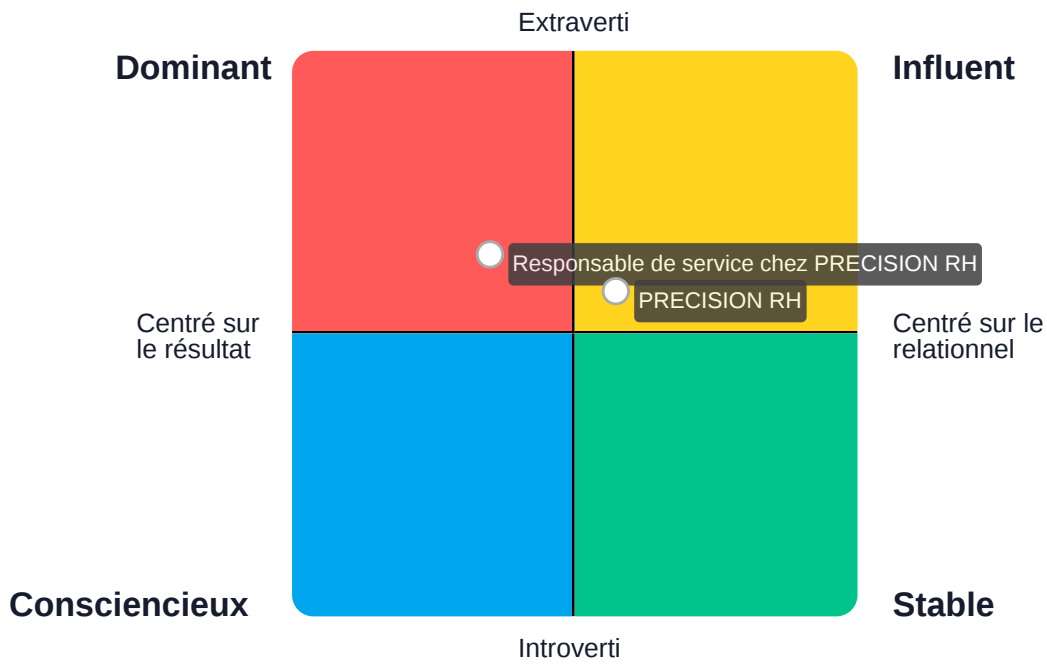 Extraverti
Dominant
Influent
Responsable de service chez PRECISION RH
PRECISION RH
Centré sur
le résultat
Centré sur le
relationnel
Consciencieux
Stable
Introverti